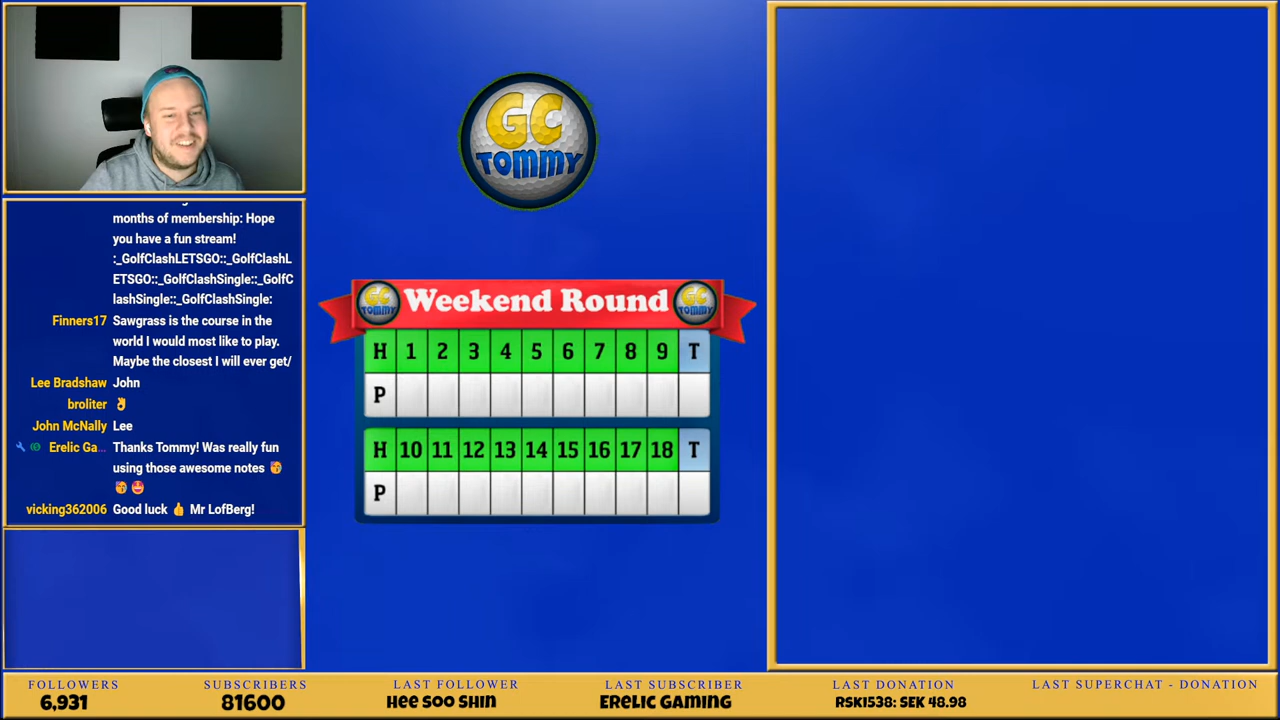 months of membership: Hope
you have a fun stream!
:_GolfClashLETSGO::_GolfClashL
ETSGO::_GolfClashSingle::_GolfC
lashSingle::_GolfClashSingle:
Finners17 Sawgrass is the course in the
world I would most like to play.
Maybe the closest I will ever get/
Lee Bradshaw John
broliter 👌
John McNally Lee
Erelic Ga... Thanks Tommy! Was really fun
using those awesome notes
vicking362006 Good luck 👍 Mr LofBerg!
GC
TOMMY
GC TOMMY Weekend Round GC TOMMY
H 1 2 3 4 5 6 7 8 9 T
P
H 10 11 12 13 14 15 16 17 18 T
P
FOLLOWERS SUBSCRIBERS LAST FOLLOWER LAST SUBSCRIBER LAST DONATION LAST SUPERCHAT - DONATION
6,931 81600 Hee Soo Shin Erelic Gaming RSKI538: SEK 48.98